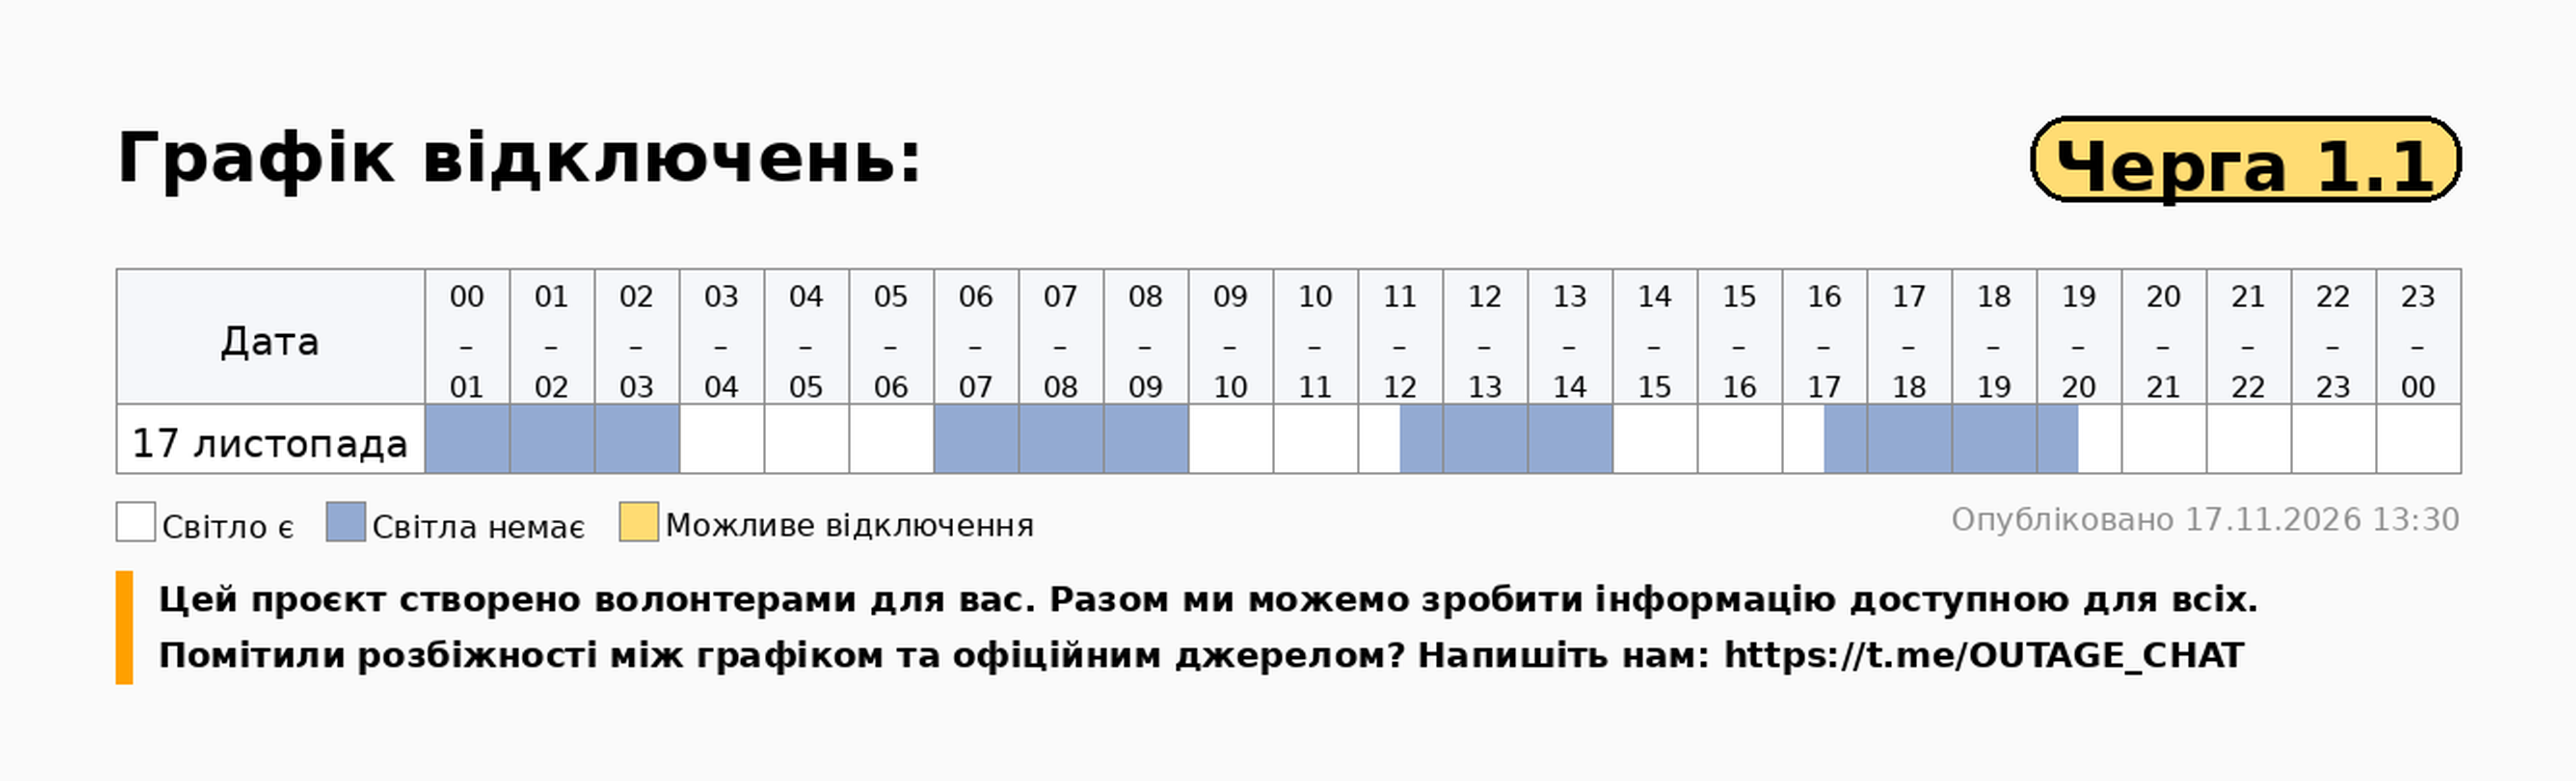 Графік відключень:
Черга 1.1
Дата 00 – 01 01 – 02 02 – 03 03 – 04 04 – 05 05 – 06 06 – 07 07 – 08 08 – 09 09 – 10 10 – 11 11 – 12 12 – 13 13 – 14 14 – 15 15 – 16 16 – 17 17 – 18 18 – 19 19 – 20 20 – 21 21 – 22 22 – 23 23 – 00
17 листопада
Світло є Світла немає Можливе відключення
Опубліковано 17.11.2026 13:30
Цей проєкт створено волонтерами для вас. Разом ми можемо зробити інформацію доступною для всіх.
Помітили розбіжності між графіком та офіційним джерелом? Напишіть нам: https://t.me/OUTAGE_CHAT